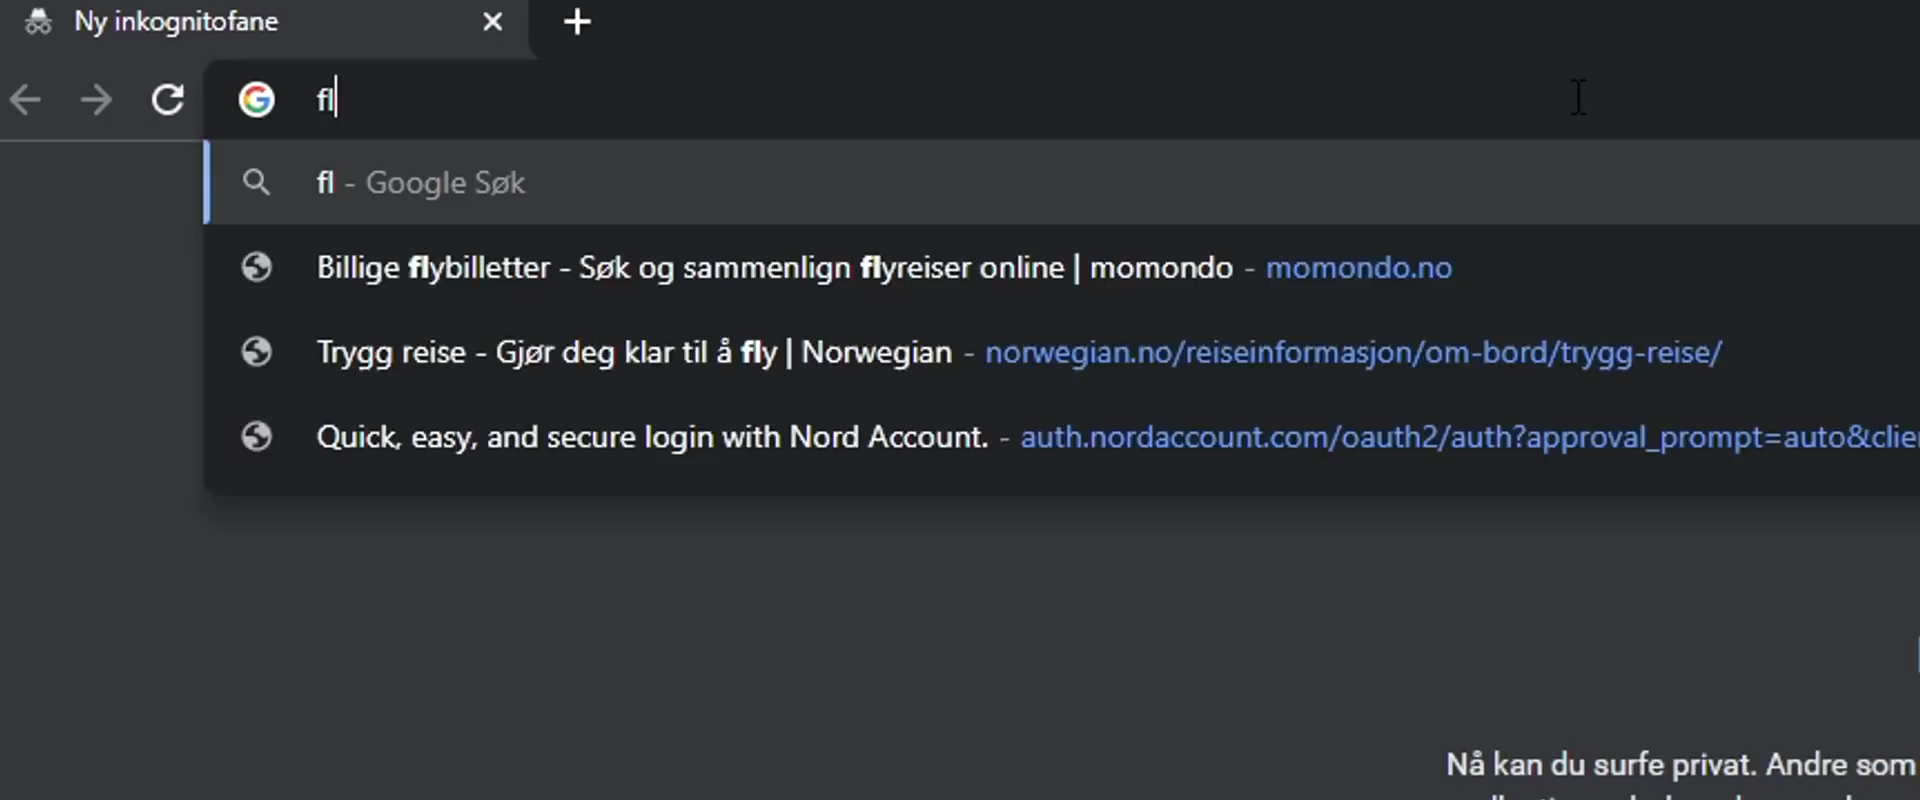 Ny inkognitofane
fl
fl - Google Søk
Billige flybilletter - Søk og sammenlign flyreiser online | momondo - momondo.no
Trygg reise - Gjør deg klar til å fly | Norwegian - norwegian.no/reiseinformasjon/om-bord/trygg-reise/
Quick, easy, and secure login with Nord Account. - auth.nordaccount.com/oauth2/auth?approval_prompt=auto&clie
Nå kan du surfe privat. Andre som